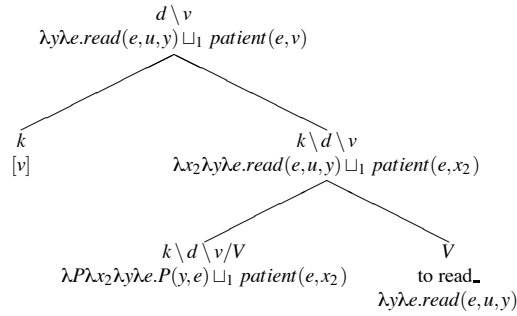 d \ v
λyλe.read(e,u,y) ⊔₁ patient(e,v)
k
[v]
k \ d \ v
λx₂λyλe.read(e,u,y) ⊔₁ patient(e,x₂)
k \ d \ v/V
λPλx₂λyλe.P(y,e) ⊔₁ patient(e,x₂)
V
to read_
λyλe.read(e,u,y)